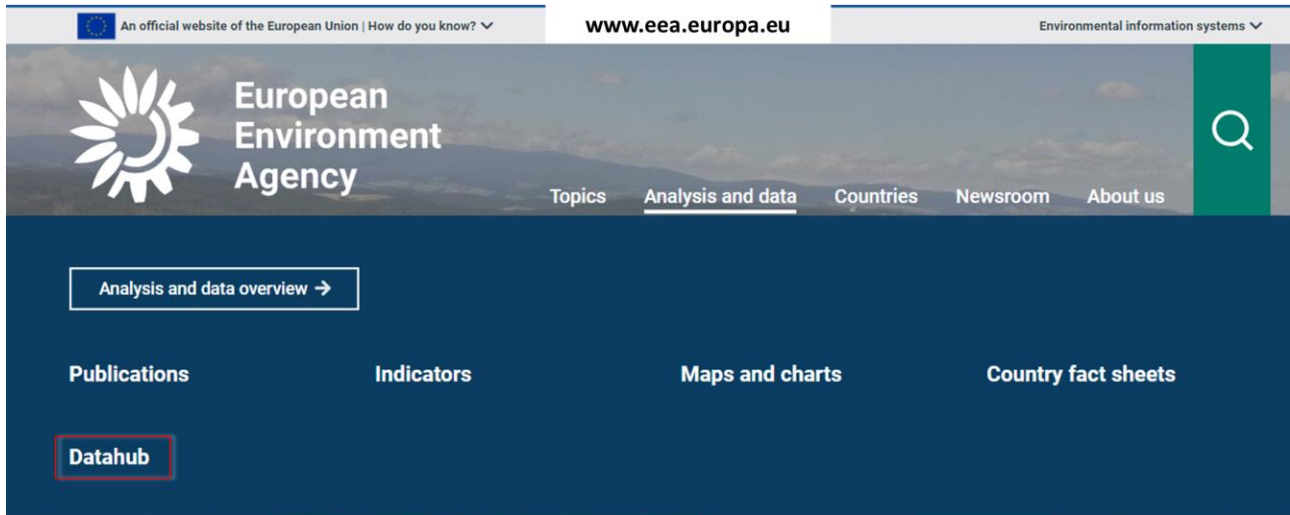 An official website of the European Union | How do you know?
www.eea.europa.eu
Environmental information systems
European
Environment
Agency
Topics Analysis and data Countries Newsroom About us
Analysis and data overview →
Publications Indicators Maps and charts Country fact sheets
Datahub